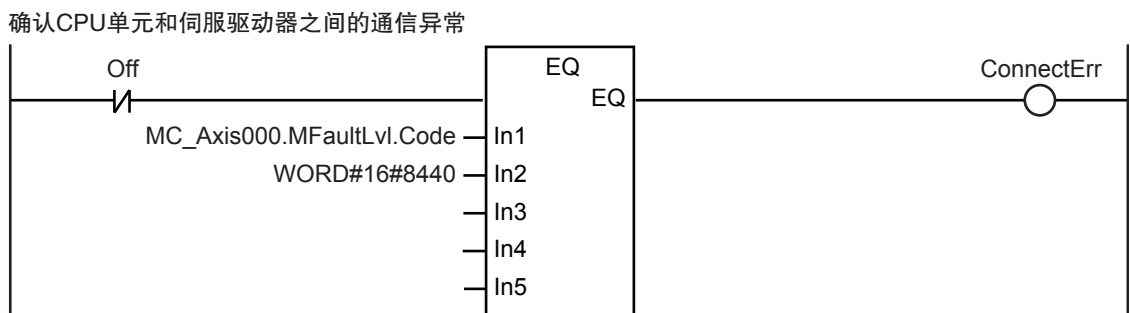 确认CPU单元和伺服驱动器之间的通信异常
Off
EQ
ConnectErr
EQ
MC_Axis000.MFaultLvl.Code
In1
WORD#16#8440
In2
In3
In4
In5